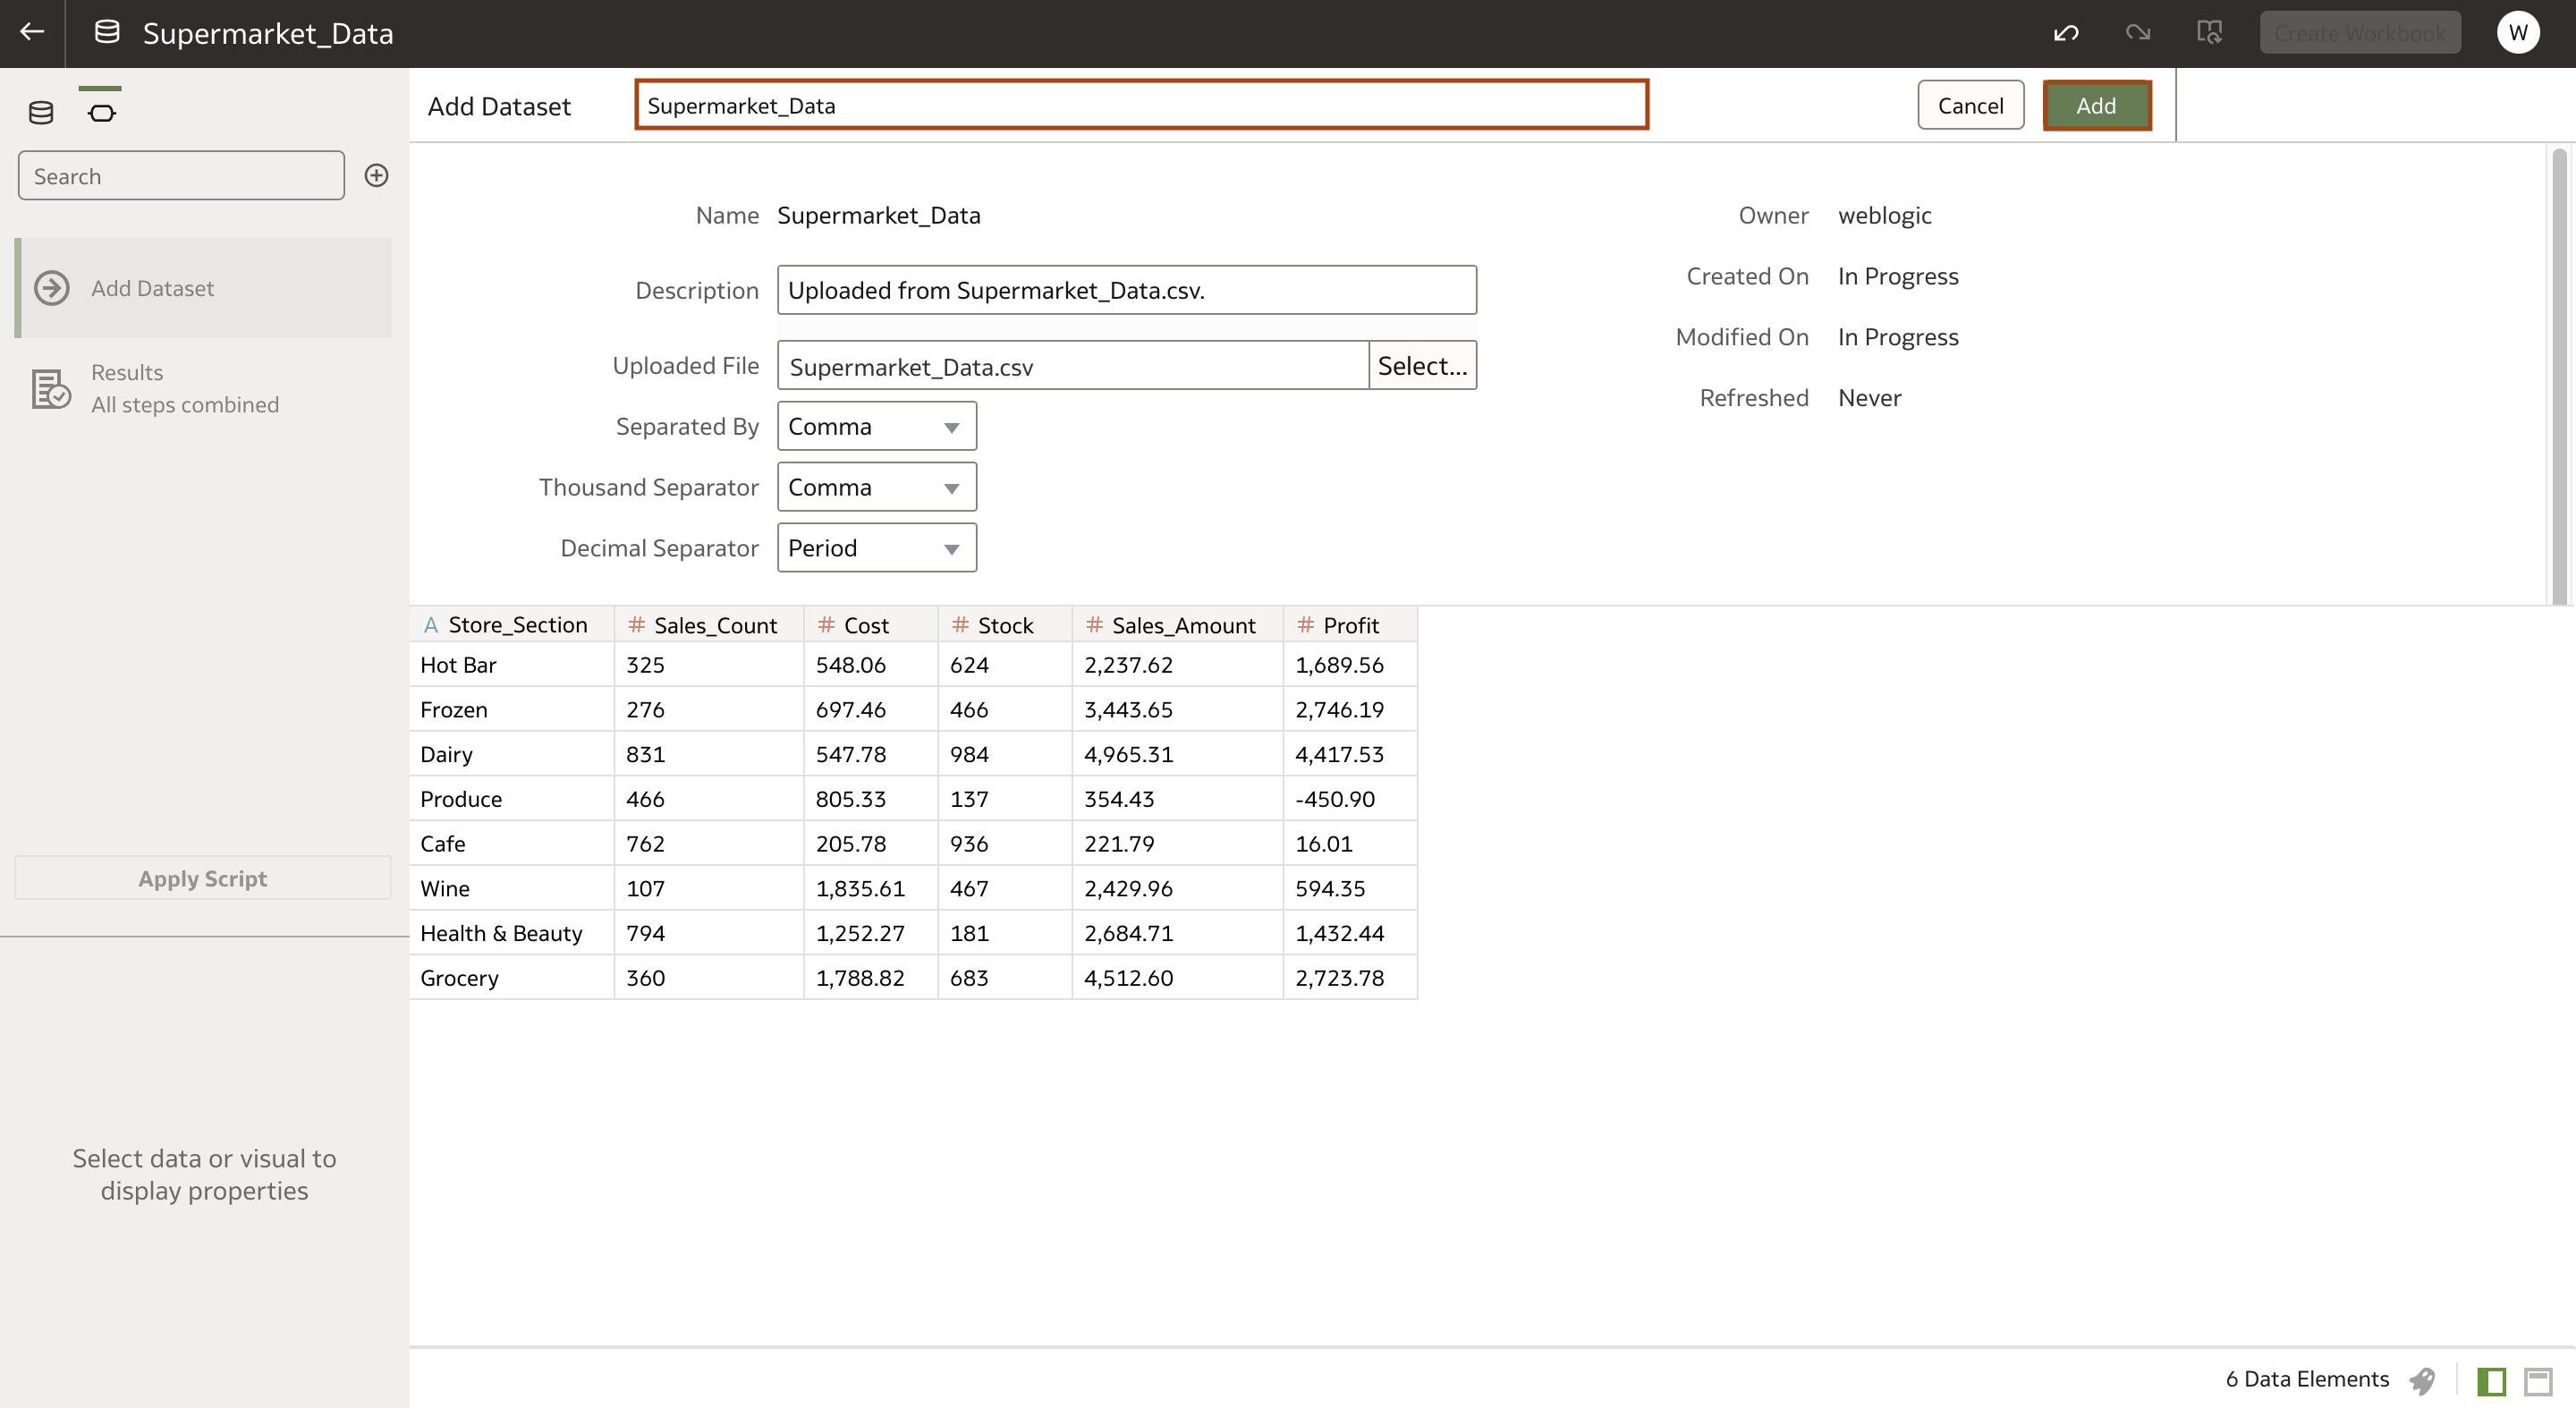 Supermarket_Data
Create Workbook
W
Add Dataset
Supermarket_Data
Cancel
Add
Search
Add Dataset
Results
All steps combined
Apply Script
Select data or visual to
display properties
Name Supermarket_Data
Owner weblogic
Description Uploaded from Supermarket_Data.csv.
Created On In Progress
Modified On In Progress
Uploaded File Supermarket_Data.csv Select...
Refreshed Never
Separated By Comma
Thousand Separator Comma
Decimal Separator Period
A Store_Section # Sales_Count # Cost # Stock # Sales_Amount # Profit
Hot Bar 325 548.06 624 2,237.62 1,689.56
Frozen 276 697.46 466 3,443.65 2,746.19
Dairy 831 547.78 984 4,965.31 4,417.53
Produce 466 805.33 137 354.43 -450.90
Cafe 762 205.78 936 221.79 16.01
Wine 107 1,835.61 467 2,429.96 594.35
Health & Beauty 794 1,252.27 181 2,684.71 1,432.44
Grocery 360 1,788.82 683 4,512.60 2,723.78
6 Data Elements